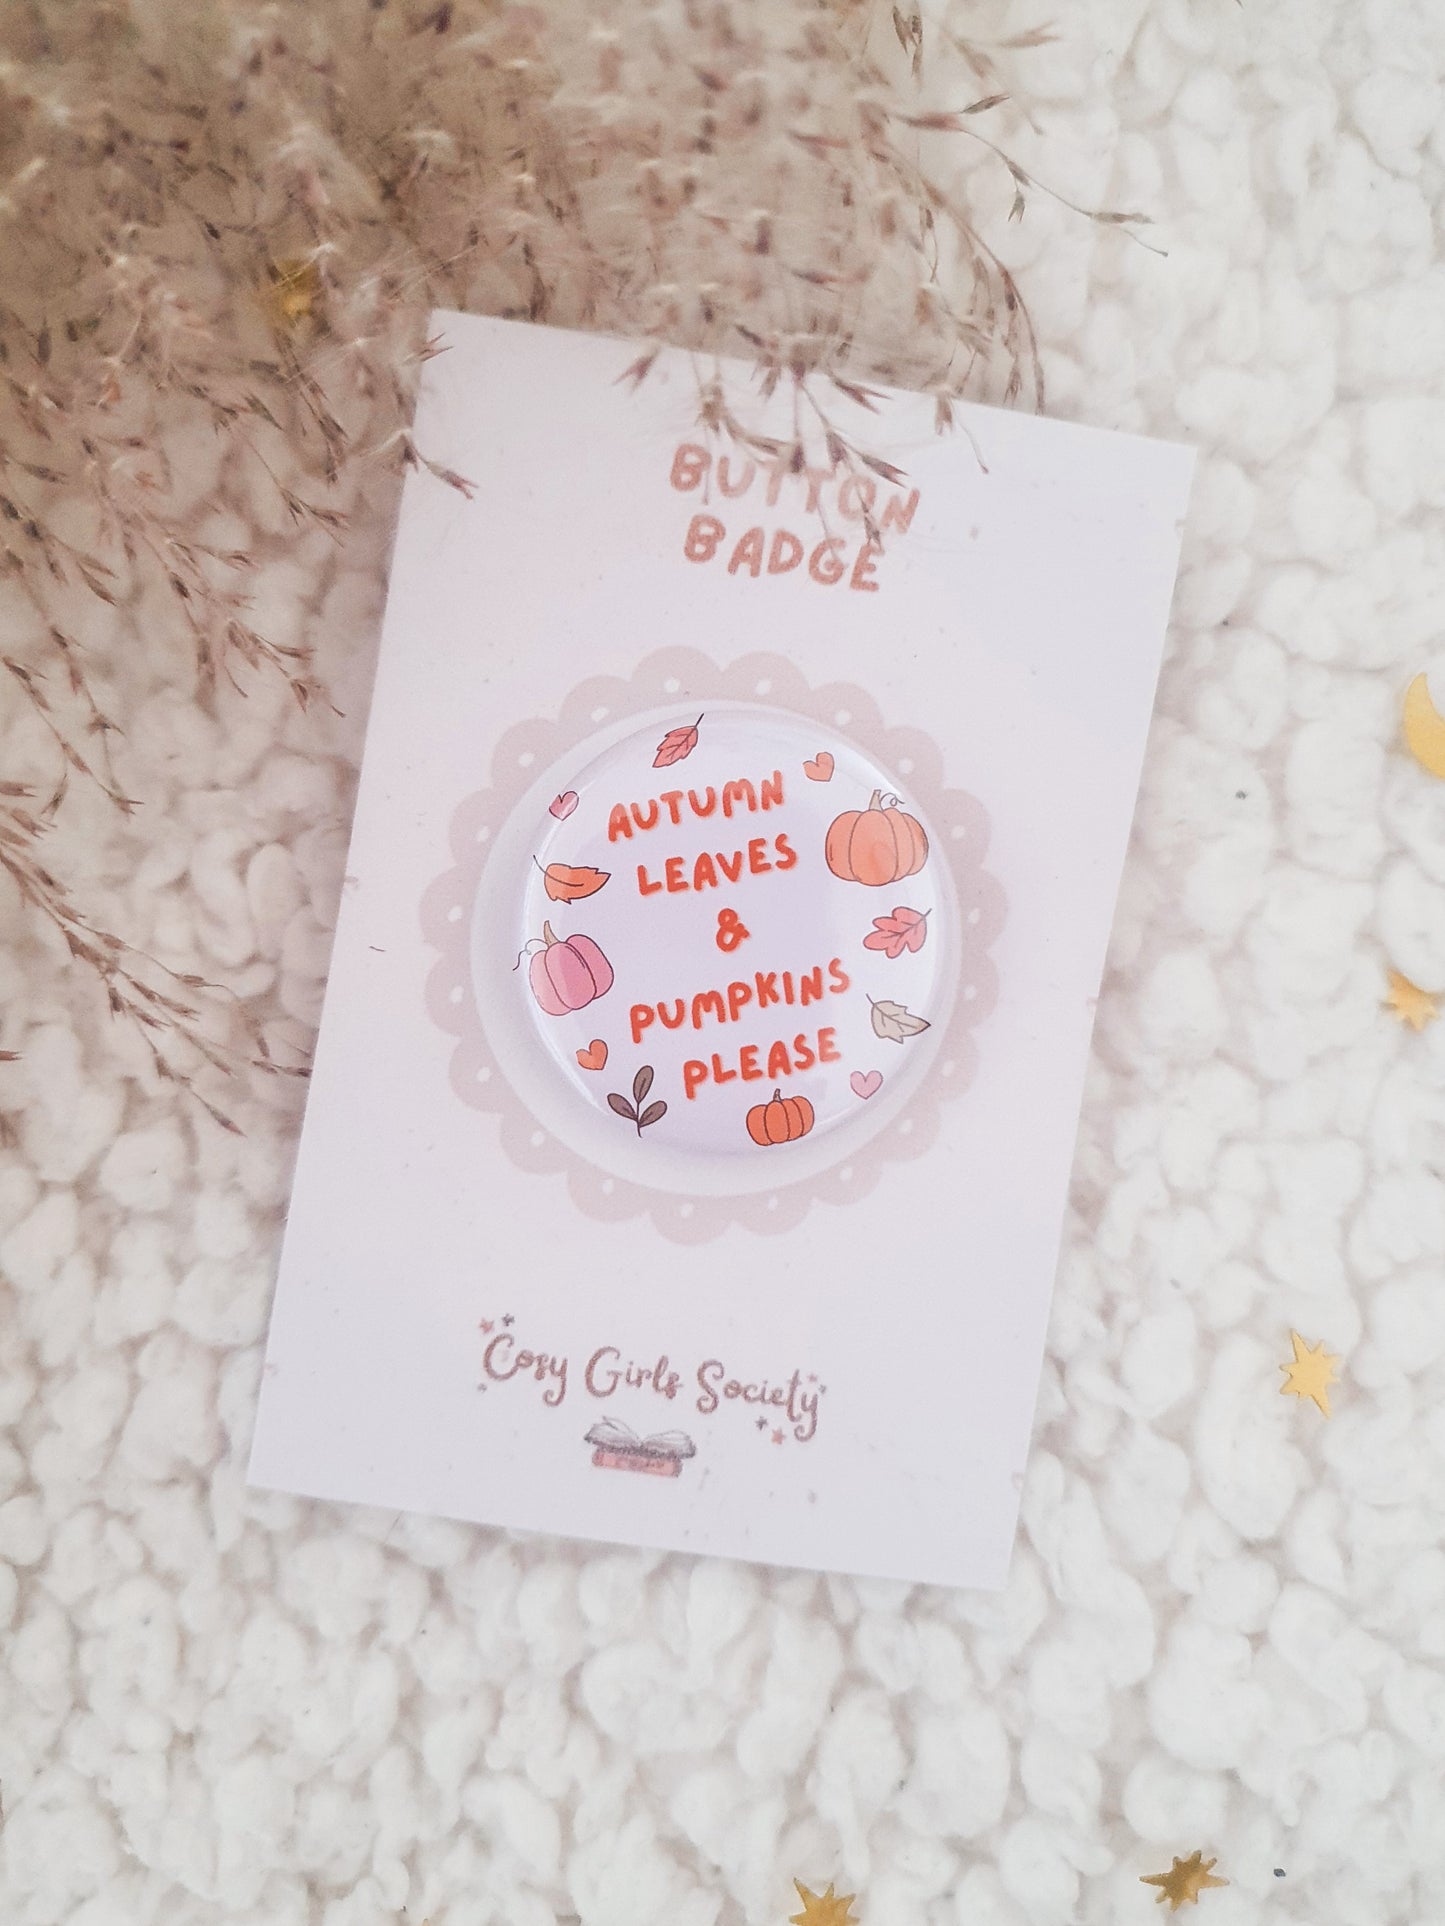 BUTTON
BADGE
AUTUMN
LEAVES
&
PUMPKINS
PLEASE
Cosy Girls Society